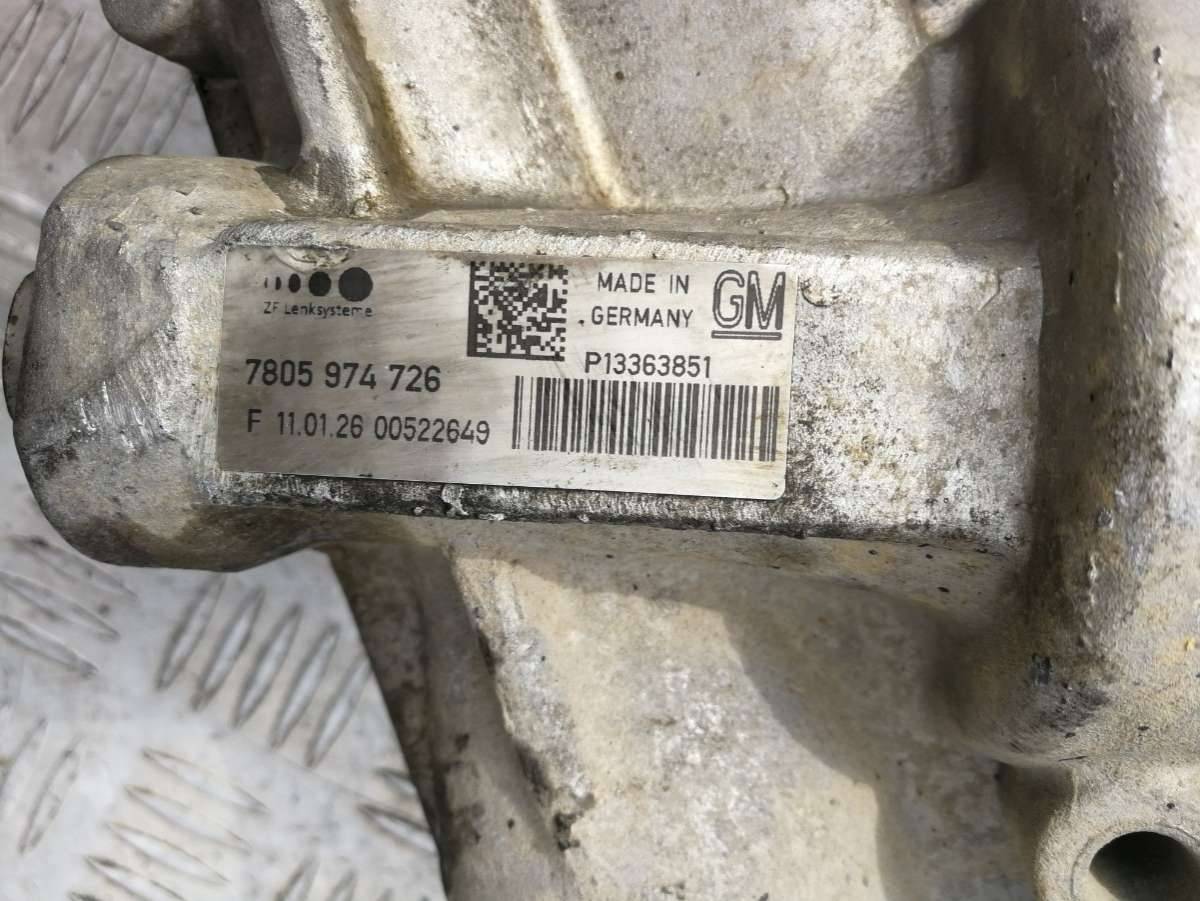 ZF Lenksysteme
MADE IN
GERMANY
GM
P13363851
7805 974 726
F 11.01.26 00522649